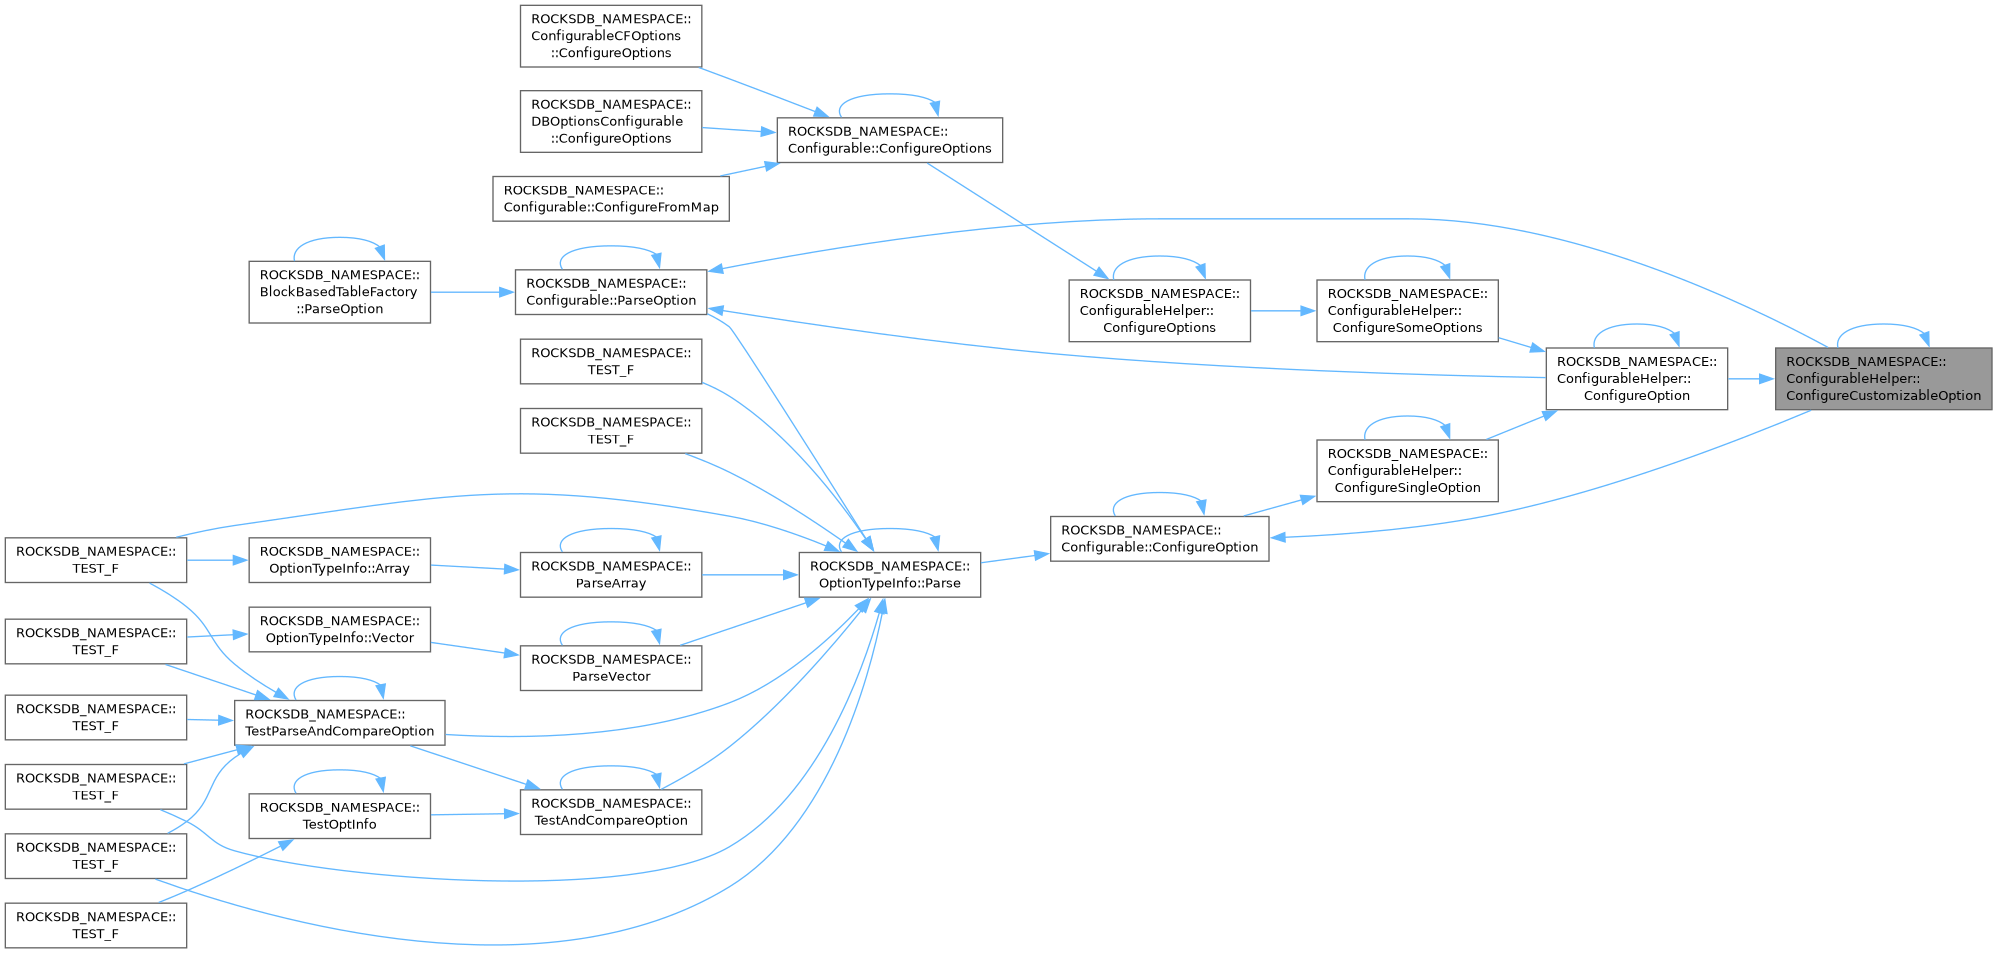 ROCKSDB_NAMESPACE::
ConfigurableCFOptions
::ConfigureOptions
ROCKSDB_NAMESPACE::
DBOptionsConfigurable
::ConfigureOptions
ROCKSDB_NAMESPACE::
Configurable::ConfigureOptions
ROCKSDB_NAMESPACE::
Configurable::ConfigureFromMap
ROCKSDB_NAMESPACE::
BlockBasedTableFactory
::ParseOption
ROCKSDB_NAMESPACE::
Configurable::ParseOption
ROCKSDB_NAMESPACE::
ConfigurableHelper::
ConfigureOptions
ROCKSDB_NAMESPACE::
ConfigurableHelper::
ConfigureSomeOptions
ROCKSDB_NAMESPACE::
TEST_F
ROCKSDB_NAMESPACE::
ConfigurableHelper::
ConfigureOption
ROCKSDB_NAMESPACE::
ConfigurableHelper::
ConfigureCustomizableOption
ROCKSDB_NAMESPACE::
TEST_F
ROCKSDB_NAMESPACE::
ConfigurableHelper::
ConfigureSingleOption
ROCKSDB_NAMESPACE::
Configurable::ConfigureOption
ROCKSDB_NAMESPACE::
TEST_F
ROCKSDB_NAMESPACE::
OptionTypeInfo::Array
ROCKSDB_NAMESPACE::
ParseArray
ROCKSDB_NAMESPACE::
OptionTypeInfo::Parse
ROCKSDB_NAMESPACE::
TEST_F
ROCKSDB_NAMESPACE::
OptionTypeInfo::Vector
ROCKSDB_NAMESPACE::
ParseVector
ROCKSDB_NAMESPACE::
TEST_F
ROCKSDB_NAMESPACE::
TestParseAndCompareOption
ROCKSDB_NAMESPACE::
TEST_F
ROCKSDB_NAMESPACE::
TestOptInfo
ROCKSDB_NAMESPACE::
TestAndCompareOption
ROCKSDB_NAMESPACE::
TEST_F
ROCKSDB_NAMESPACE::
TEST_F